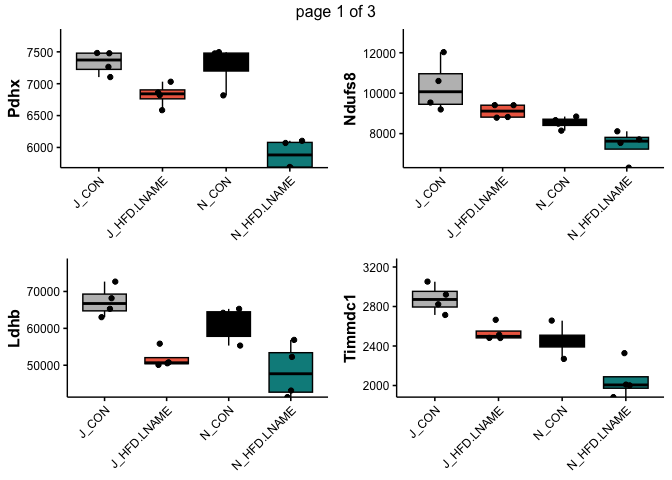 page 1 of 3
Pdhx
7500
7000
6500
6000
J_CON
J_HFD.LNAME
N_CON
N_HFD.LNAME
Ndufs8
12000
10000
8000
J_CON
J_HFD.LNAME
N_CON
N_HFD.LNAME
Ldhb
70000
60000
50000
J_CON
J_HFD.LNAME
N_CON
N_HFD.LNAME
Timmdc1
3200
2800
2400
2000
J_CON
J_HFD.LNAME
N_CON
N_HFD.LNAME